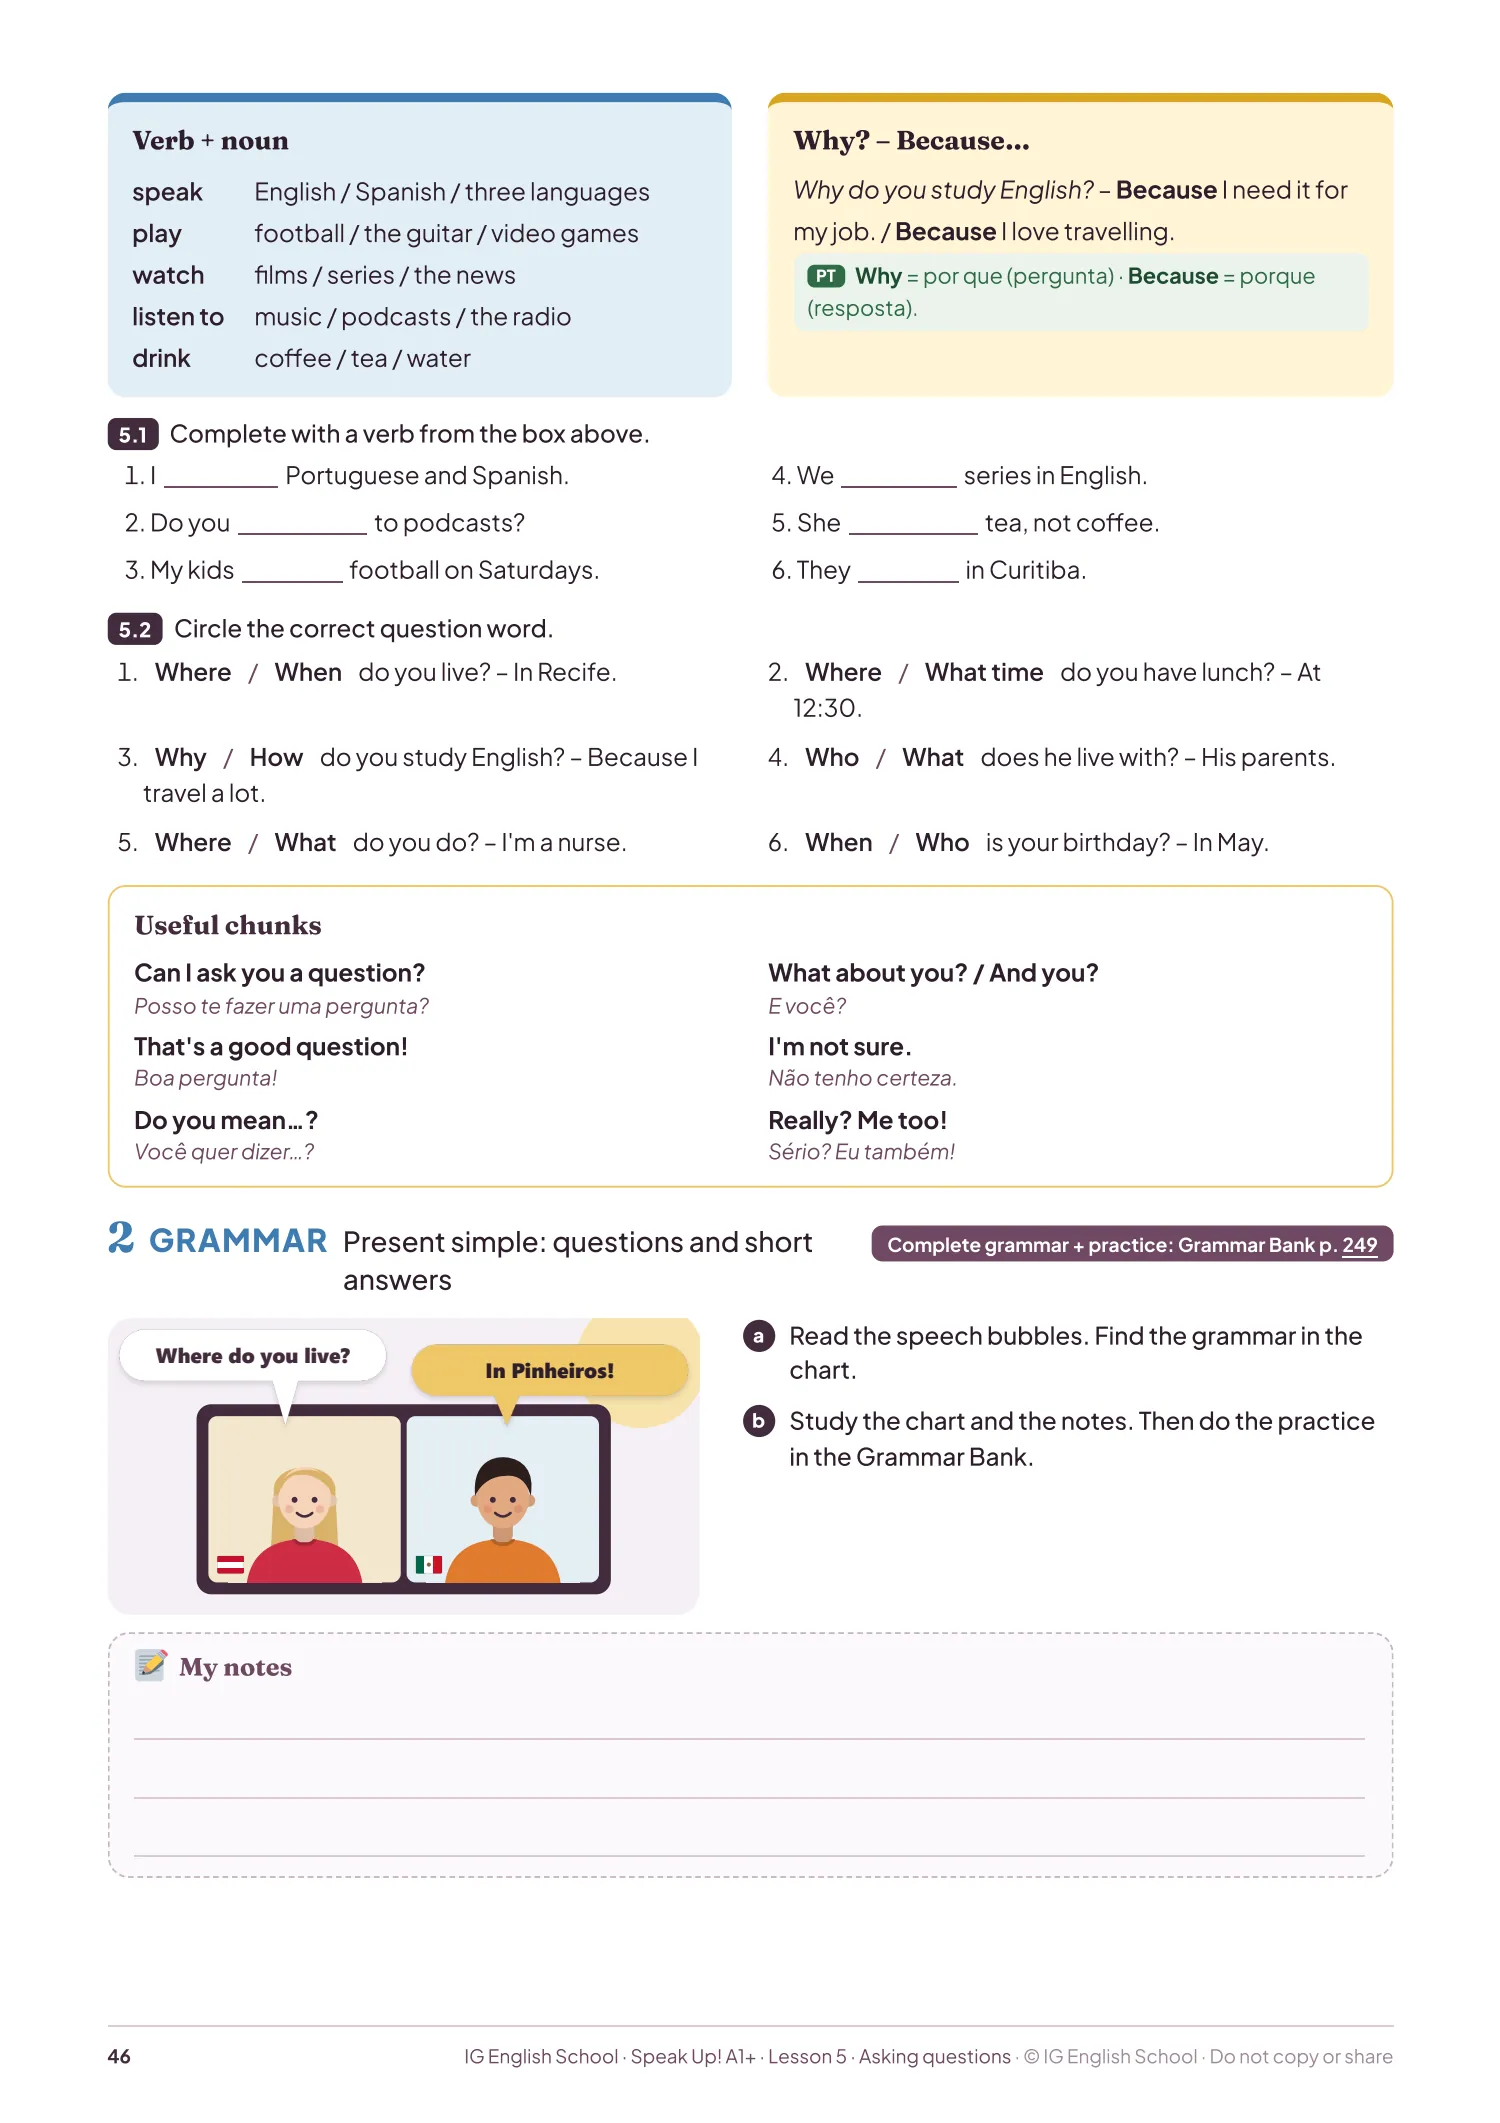 Verb + noun
speak English / Spanish / three languages
play football / the guitar / video games
watch films / series / the news
listen to music / podcasts / the radio
drink coffee / tea / water
Why? – Because...
Why do you study English? – Because I need it for
my job. / Because I love travelling.
PT Why = por que (pergunta) · Because = porque
(resposta).
5.1 Complete with a verb from the box above.
1. I ________ Portuguese and Spanish.
2. Do you ________ to podcasts?
3. My kids ________ football on Saturdays.
4. We ________ series in English.
5. She ________ tea, not coffee.
6. They ________ in Curitiba.
5.2 Circle the correct question word.
1. Where / When do you live? – In Recife.
2. Where / What time do you have lunch? – At
12:30.
3. Why / How do you study English? – Because I
travel a lot.
4. Who / What does he live with? – His parents.
5. Where / What do you do? – I'm a nurse.
6. When / Who is your birthday? – In May.
Useful chunks
Can I ask you a question?
Posso te fazer uma pergunta?
That's a good question!
Boa pergunta!
Do you mean...?
Você quer dizer...?
What about you? / And you?
E você?
I'm not sure.
Não tenho certeza.
Really? Me too!
Sério? Eu também!
2 GRAMMAR Present simple: questions and short
answers
Complete grammar + practice: Grammar Bank p. 249
Where do you live?
In Pinheiros!
a Read the speech bubbles. Find the grammar in the
chart.
b Study the chart and the notes. Then do the practice
in the Grammar Bank.
My notes
46 IG English School · Speak Up! A1+ · Lesson 5 · Asking questions · © IG English School · Do not copy or share